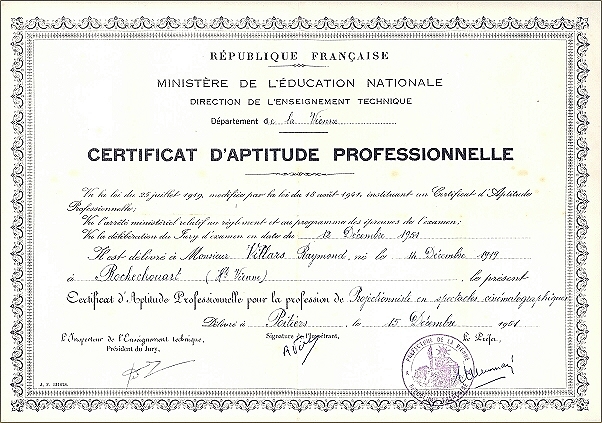 RÉPUBLIQUE FRANÇAISE
MINISTÈRE DE L'ÉDUCATION NATIONALE
DIRECTION DE L'ENSEIGNEMENT TECHNIQUE
Département de la Vienne
CERTIFICAT D'APTITUDE PROFESSIONNELLE
Vu la loi du 25 juillet 1919, modifiée par la loi du 18 août 1941, instituant un Certificat d'Aptitude
Professionnelle;
Vu l'arrêté ministériel relatif au règlement et au programme des épreuves de l'examen;
Vu la délibération du Jury d'examen en date du 12 Décembre 1951
Il est délivré à Monsieur Villars Raymond, né le 14 Décembre 1919
à Rochechouart (Hte Vienne) le présent
Certificat d'Aptitude Professionnelle pour la profession de Projectionniste en spectacles cinématographiques
Délivré à Poitiers, le 15 Décembre 1951
L'Inspecteur de l'Enseignement technique, Signature de l'Impétrant, Le Préfet,
Président du Jury,